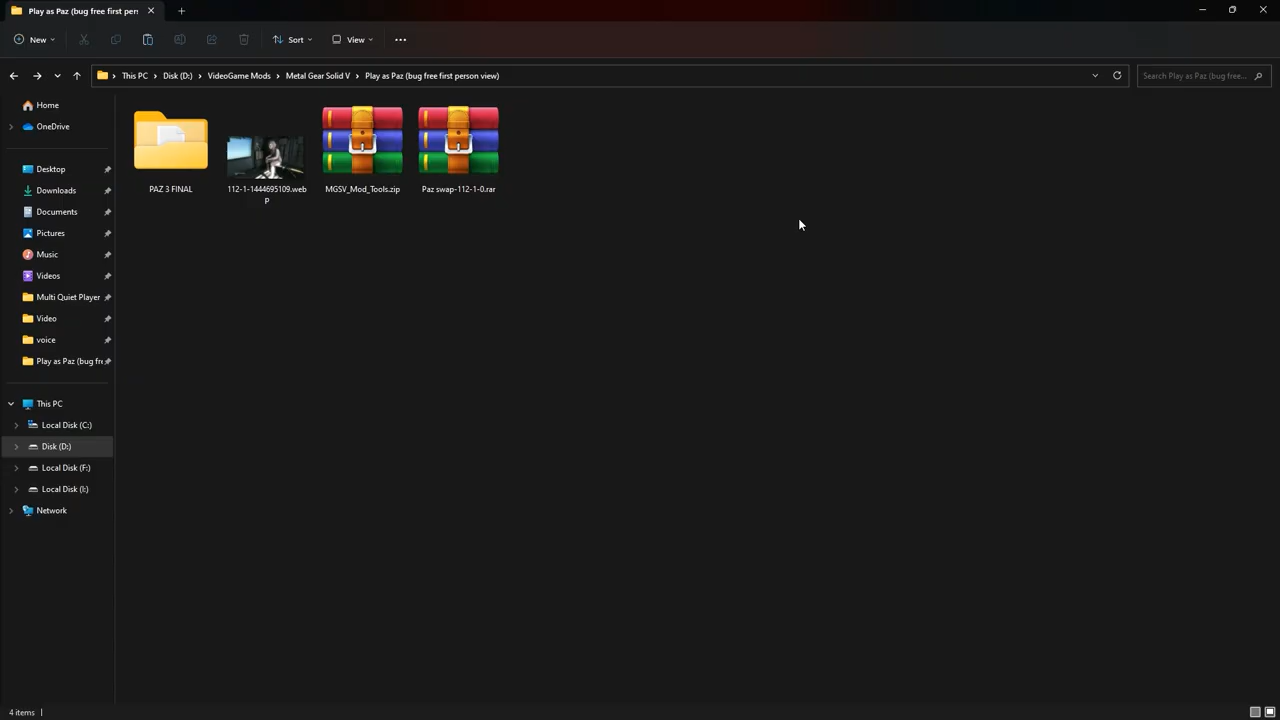 Play as Paz (bug free first per
New
Sort
View
This PC
Disk (D:)
VideoGame Mods
Metal Gear Solid V
Play as Paz (bug free first person view)
Search Play as Paz (bug free...
Home
OneDrive
Desktop
Downloads
Documents
Pictures
Music
Videos
Multi Quiet Player
Video
voice
Play as Paz (bug fre
This PC
Local Disk (C:)
Disk (D:)
Local Disk (F:)
Local Disk (I:)
Network
PAZ 3 FINAL
112-1-1444695109.web
p
MGSV_Mod_Tools.zip
Paz swap-112-1-0.rar
4 items